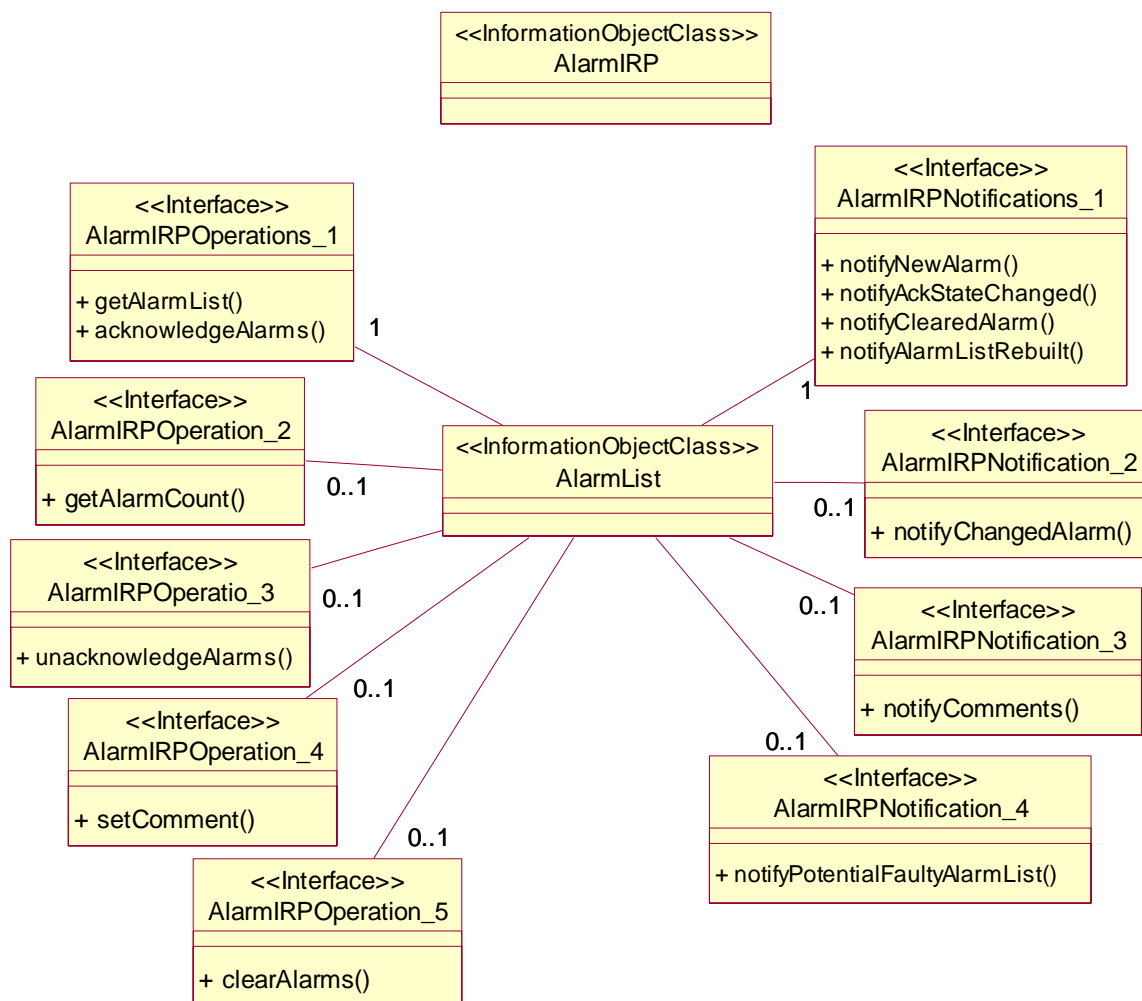 <<InformationObjectClass>>
AlarmIRP
<<Interface>>
AlarmIRPOperations_1
+ getAlarmList()
+ acknowledgeAlarms()
1
<<Interface>>
AlarmIRPNotifications_1
+ notifyNewAlarm()
+ notifyAckStateChanged()
+ notifyClearedAlarm()
+ notifyAlarmListRebuilt()
1
<<Interface>>
AlarmIRPOperation_2
+ getAlarmCount()
0..1
<<InformationObjectClass>>
AlarmList
<<Interface>>
AlarmIRPNotification_2
+ notifyChangedAlarm()
0..1
<<Interface>>
AlarmIRPOperatio_3
+ unacknowledgeAlarms()
0..1
<<Interface>>
AlarmIRPNotification_3
+ notifyComments()
0..1
<<Interface>>
AlarmIRPOperation_4
+ setComment()
0..1
<<Interface>>
AlarmIRPNotification_4
+ notifyPotentialFaultyAlarmList()
0..1
<<Interface>>
AlarmIRPOperation_5
+ clearAlarms()
0..1